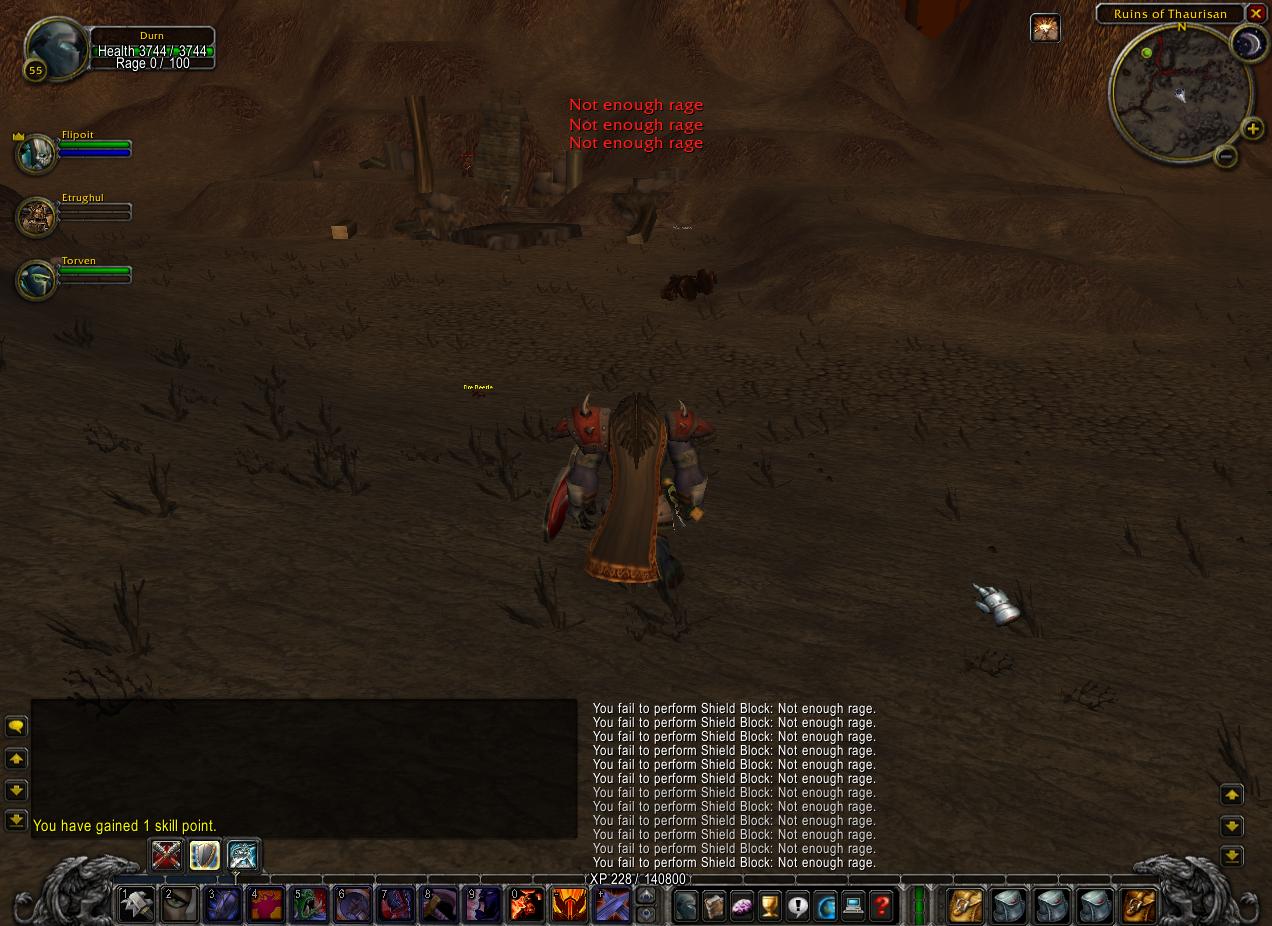 Durn
Health 3744 / 3744
Rage 0 / 100
55
Ruins of Thaurisan
N
Not enough rage
Not enough rage
Not enough rage
Flipoit
Etrughul
Torven
Fire Beetle
You fail to perform Shield Block: Not enough rage.
You fail to perform Shield Block: Not enough rage.
You fail to perform Shield Block: Not enough rage.
You fail to perform Shield Block: Not enough rage.
You fail to perform Shield Block: Not enough rage.
You fail to perform Shield Block: Not enough rage.
You fail to perform Shield Block: Not enough rage.
You fail to perform Shield Block: Not enough rage.
You fail to perform Shield Block: Not enough rage.
You fail to perform Shield Block: Not enough rage.
You fail to perform Shield Block: Not enough rage.
You fail to perform Shield Block: Not enough rage.
You have gained 1 skill point.
XP 228 / 140800
1 2 3 4 5 6 7 8 9 0 - +